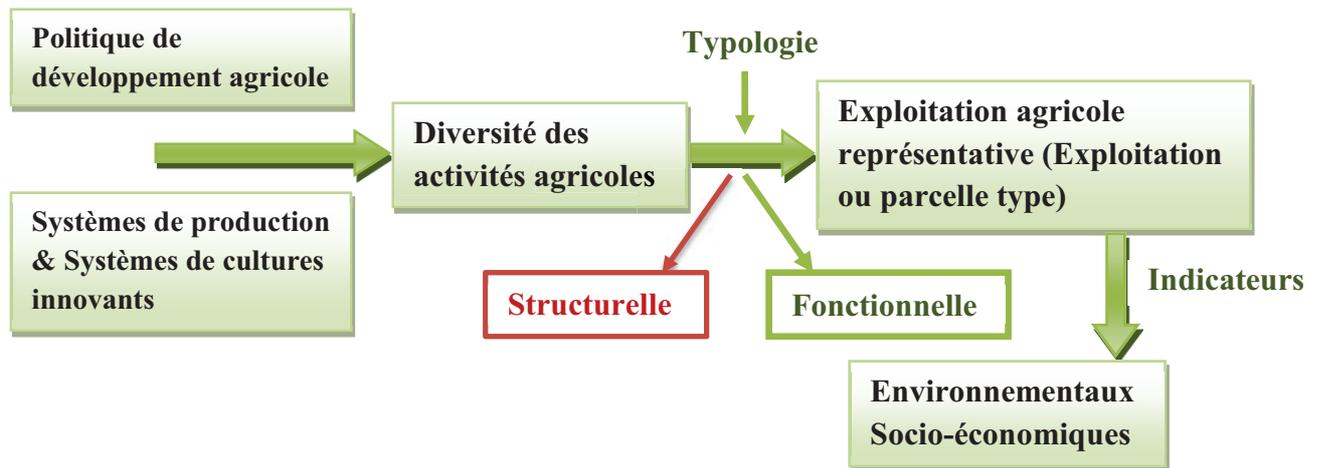 Politique de
développement agricole
Systèmes de production
& Systèmes de cultures
innovants
Diversité des
activités agricoles
Typologie
Structurelle
Fonctionnelle
Exploitation agricole
représentative (Exploitation
ou parcelle type)
Indicateurs
Environnementaux
Socio-économiques